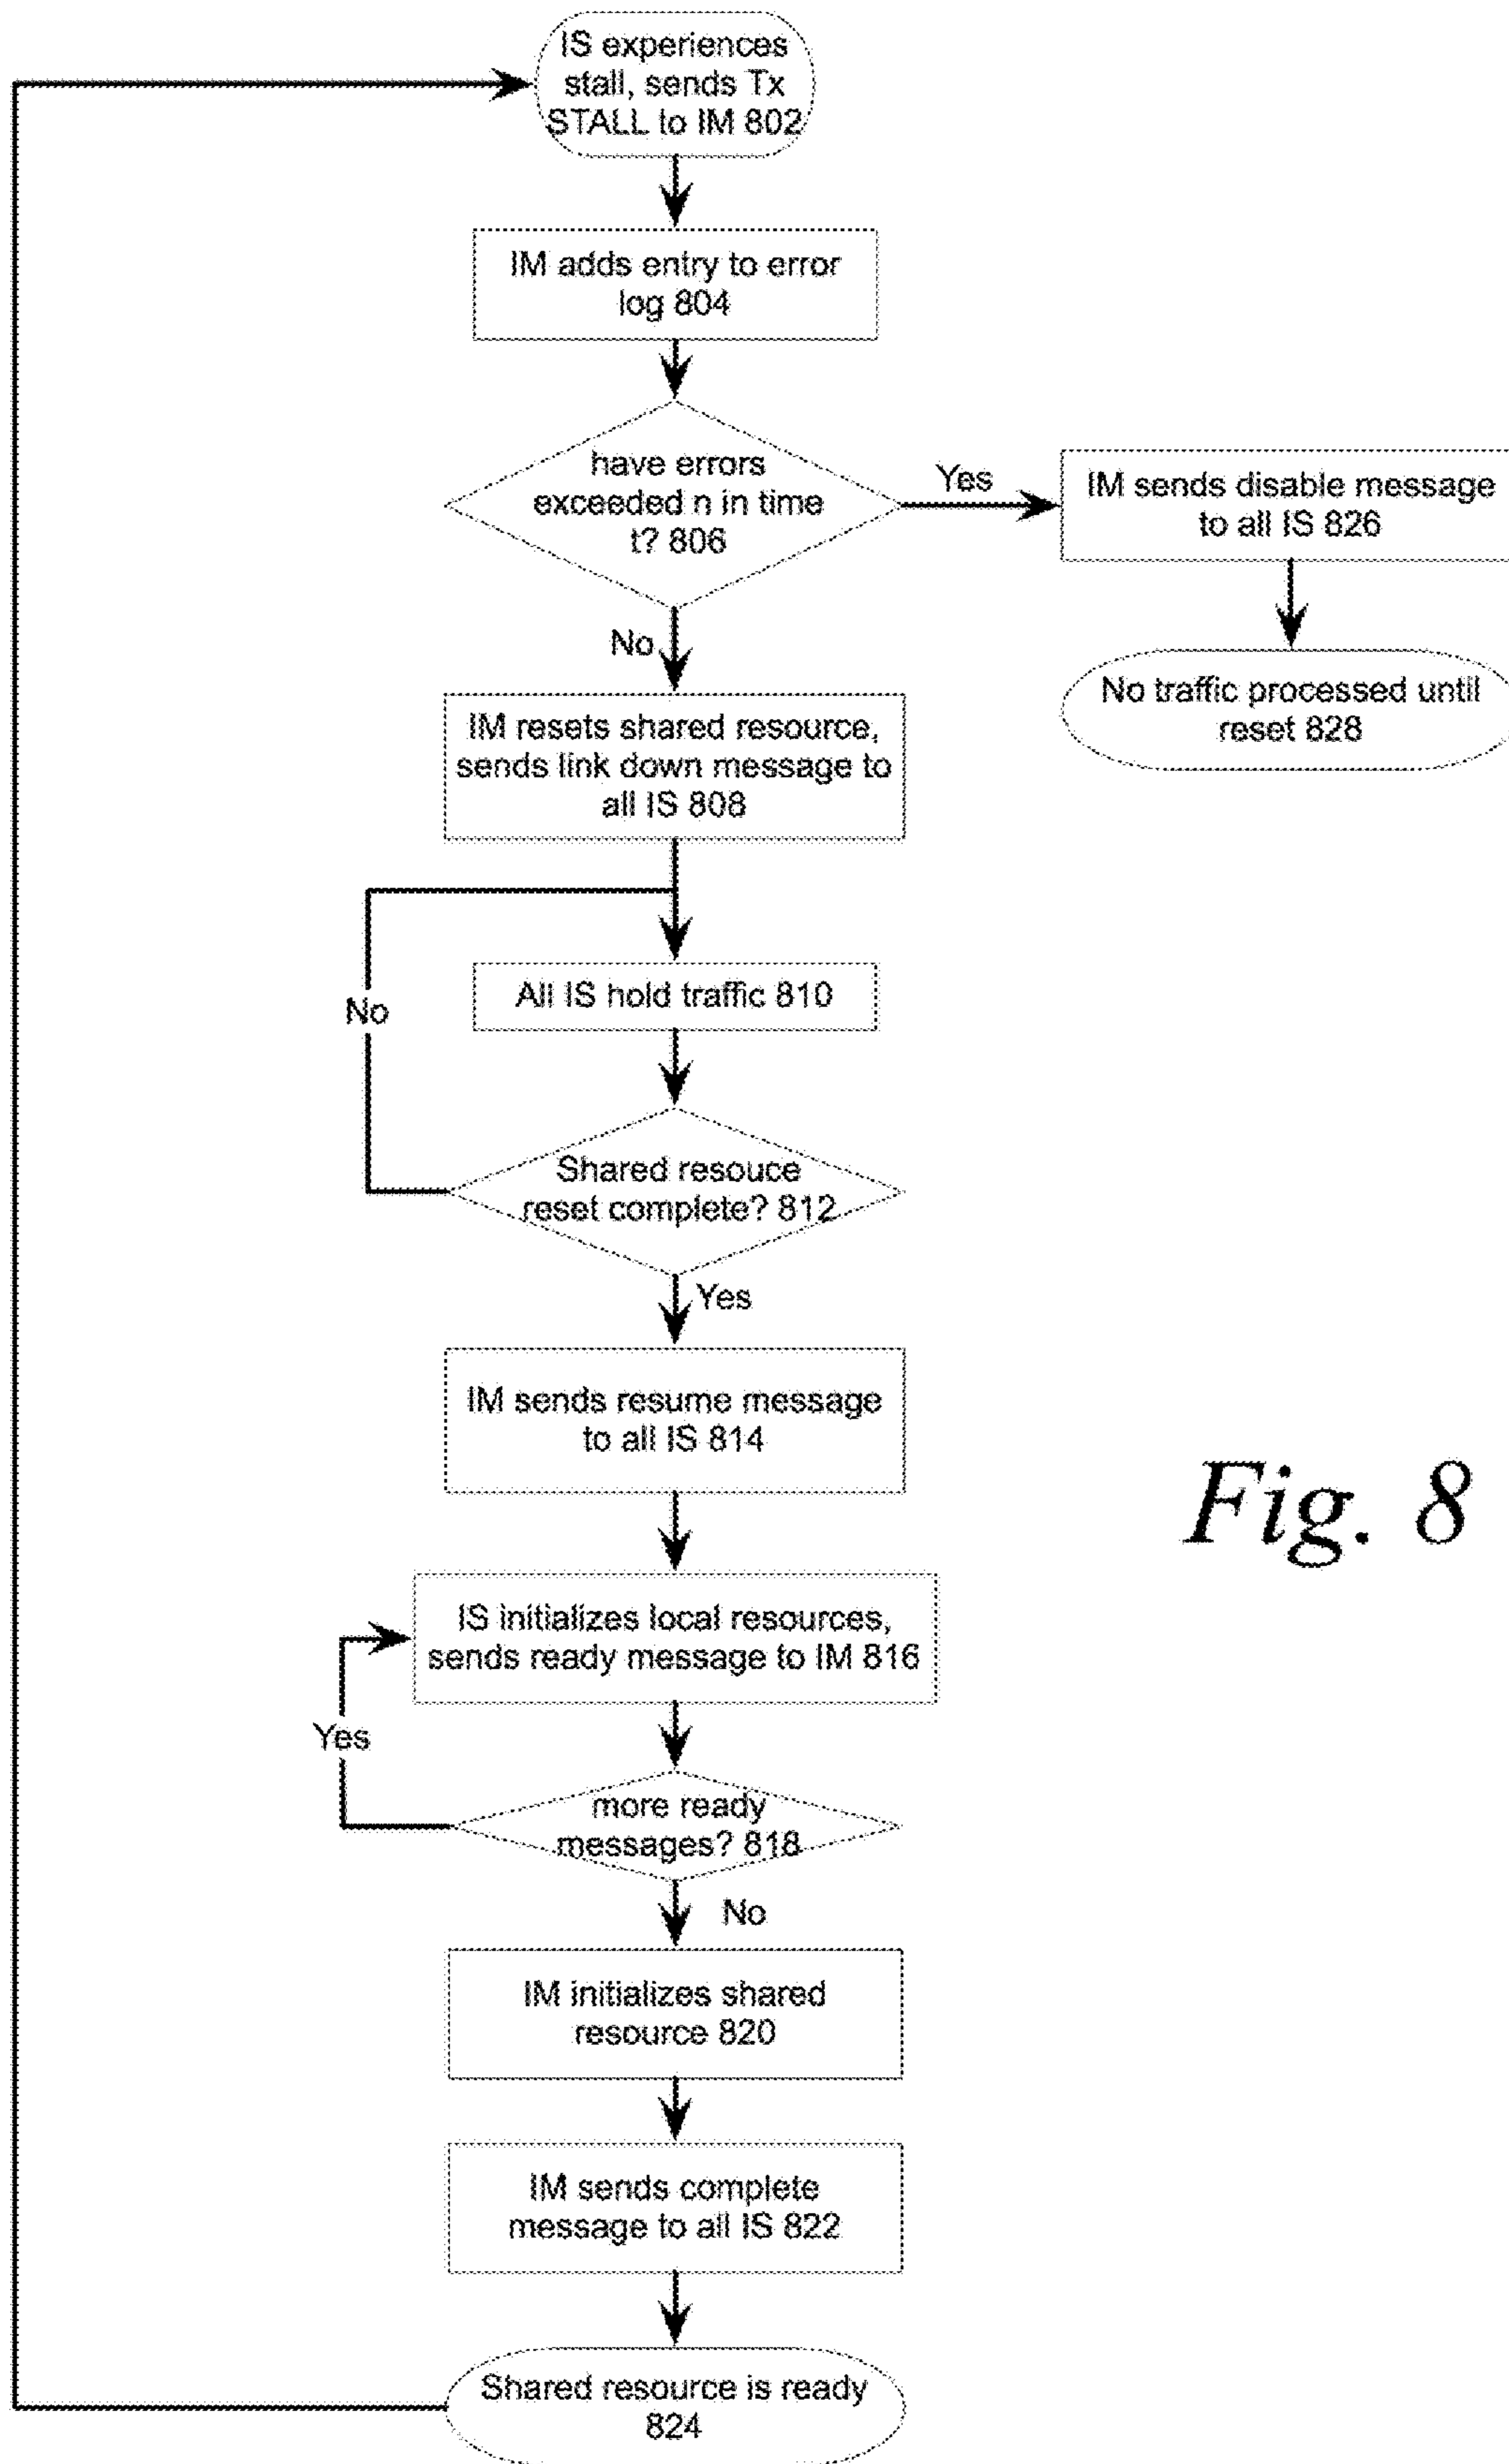 IS experiences
stall, sends Tx
STALL to IM 802
IM adds entry to error
log 804
have errors
exceeded n in time
t? 806
Yes
IM sends disable message
to all IS 826
No
No traffic processed until
reset 828
IM resets shared resource,
sends link down message to
all IS 808
All IS hold traffic 810
No
Shared resouce
reset complete? 812
Yes
IM sends resume message
to all IS 814
Fig. 8
IS initializes local resources,
sends ready message to IM 816
Yes
more ready
messages? 818
No
IM initializes shared
resource 820
IM sends complete
message to all IS 822
Shared resource is ready
824